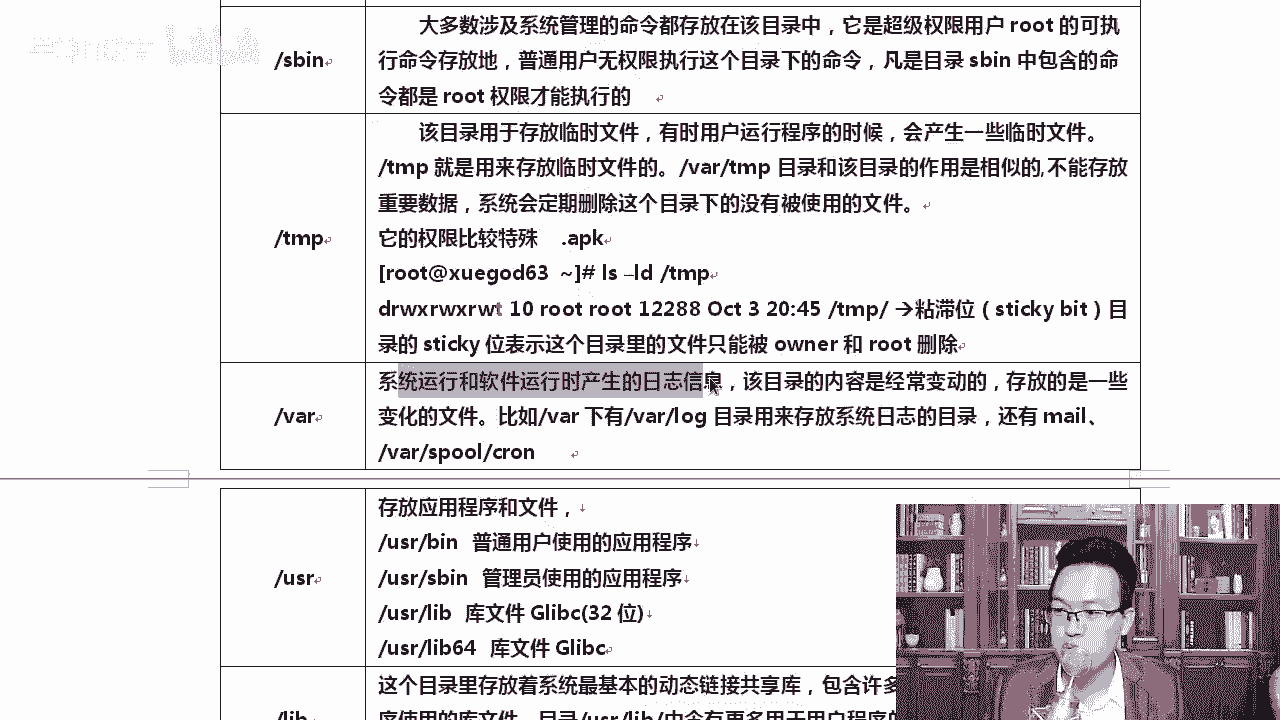 大多数涉及系统管理的命令都存放在该目录中，它是超级权限用户 root 的可执
/sbin
行命令存放地，普通用户无权限执行这个目录下的命令，凡是目录 sbin 中包含的命
令都是 root 权限才能执行的
该目录用于存放临时文件，有时用户运行程序的时候，会产生一些临时文件。
/tmp 就是用来存放临时文件的。/var/tmp 目录和该目录的作用是相似的,不能存放
重要数据，系统会定期删除这个目录下的没有被使用的文件。
/tmp
它的权限比较特殊 .apk
[root@xuegod63 ~]# ls –ld /tmp
drwxrwxrwt 10 root root 12288 Oct 3 20:45 /tmp/ →粘滞位（sticky bit）目
录的 sticky 位表示这个目录里的文件只能被 owner 和 root 删除
系统运行和软件运行时产生的日志信息，该目录的内容是经常变动的，存放的是一些
/var
变化的文件。比如/var 下有/var/log 目录用来存放系统日志的目录，还有 mail、
/var/spool/cron
存放应用程序和文件，
/usr/bin 普通用户使用的应用程序
/usr
/usr/sbin 管理员使用的应用程序
/usr/lib 库文件 Glibc(32 位)
/usr/lib64 库文件 Glibc
这个目录里存放着系统最基本的动态链接共享库，包含许多
/lib
序使用的库文件。目录/usr/lib/中含有更多用于用户程序的